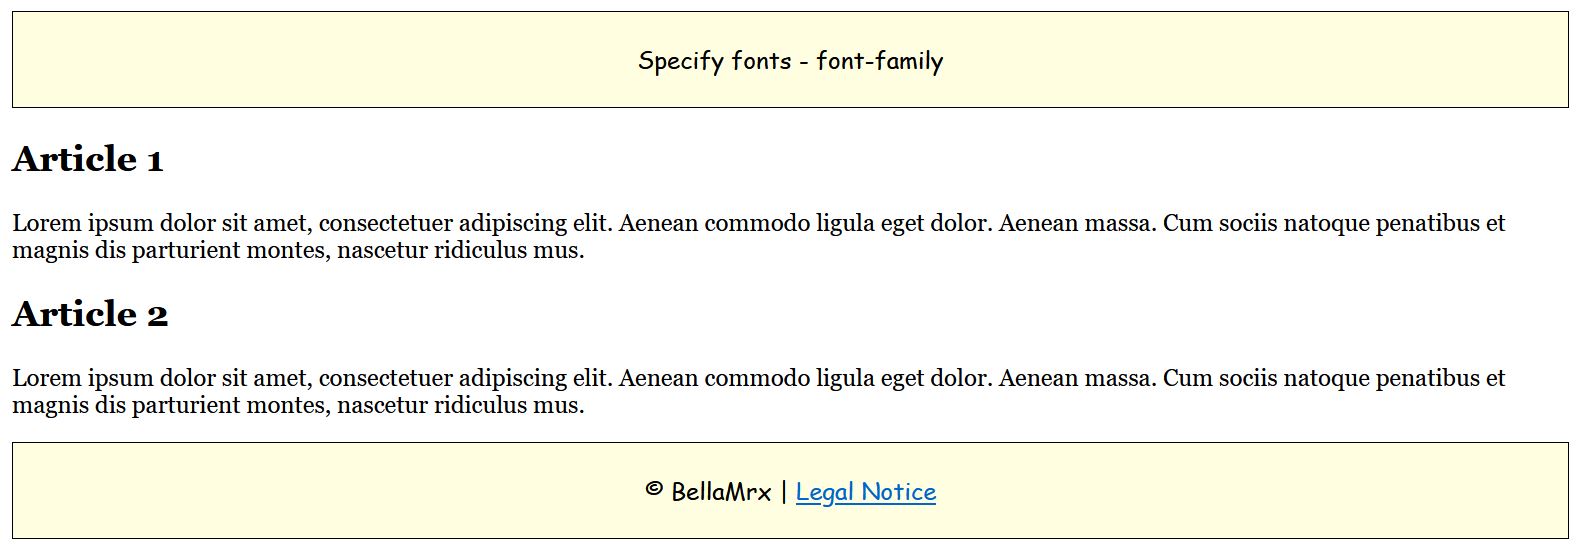 Specify fonts - font-family
Article 1
Lorem ipsum dolor sit amet, consectetuer adipiscing elit. Aenean commodo ligula eget dolor. Aenean massa. Cum sociis natoque penatibus et
magnis dis parturient montes, nascetur ridiculus mus.
Article 2
Lorem ipsum dolor sit amet, consectetuer adipiscing elit. Aenean commodo ligula eget dolor. Aenean massa. Cum sociis natoque penatibus et
magnis dis parturient montes, nascetur ridiculus mus.
© BellaMrx | Legal Notice